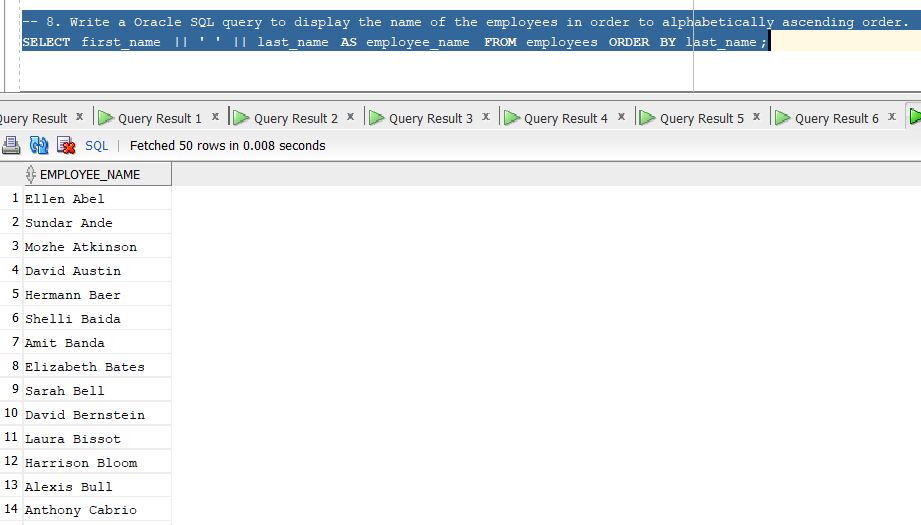 -- 8. Write a Oracle SQL query to display the name of the employees in order to alphabetically ascending order.
SELECT first_name || ' ' || last_name AS employee_name FROM employees ORDER BY last_name;
Query Result x Query Result 1 x Query Result 2 x Query Result 3 x Query Result 4 x Query Result 5 x Query Result 6 x
SQL | Fetched 50 rows in 0.008 seconds
EMPLOYEE_NAME
1 Ellen Abel
2 Sundar Ande
3 Mozhe Atkinson
4 David Austin
5 Hermann Baer
6 Shelli Baida
7 Amit Banda
8 Elizabeth Bates
9 Sarah Bell
10 David Bernstein
11 Laura Bissot
12 Harrison Bloom
13 Alexis Bull
14 Anthony Cabrio